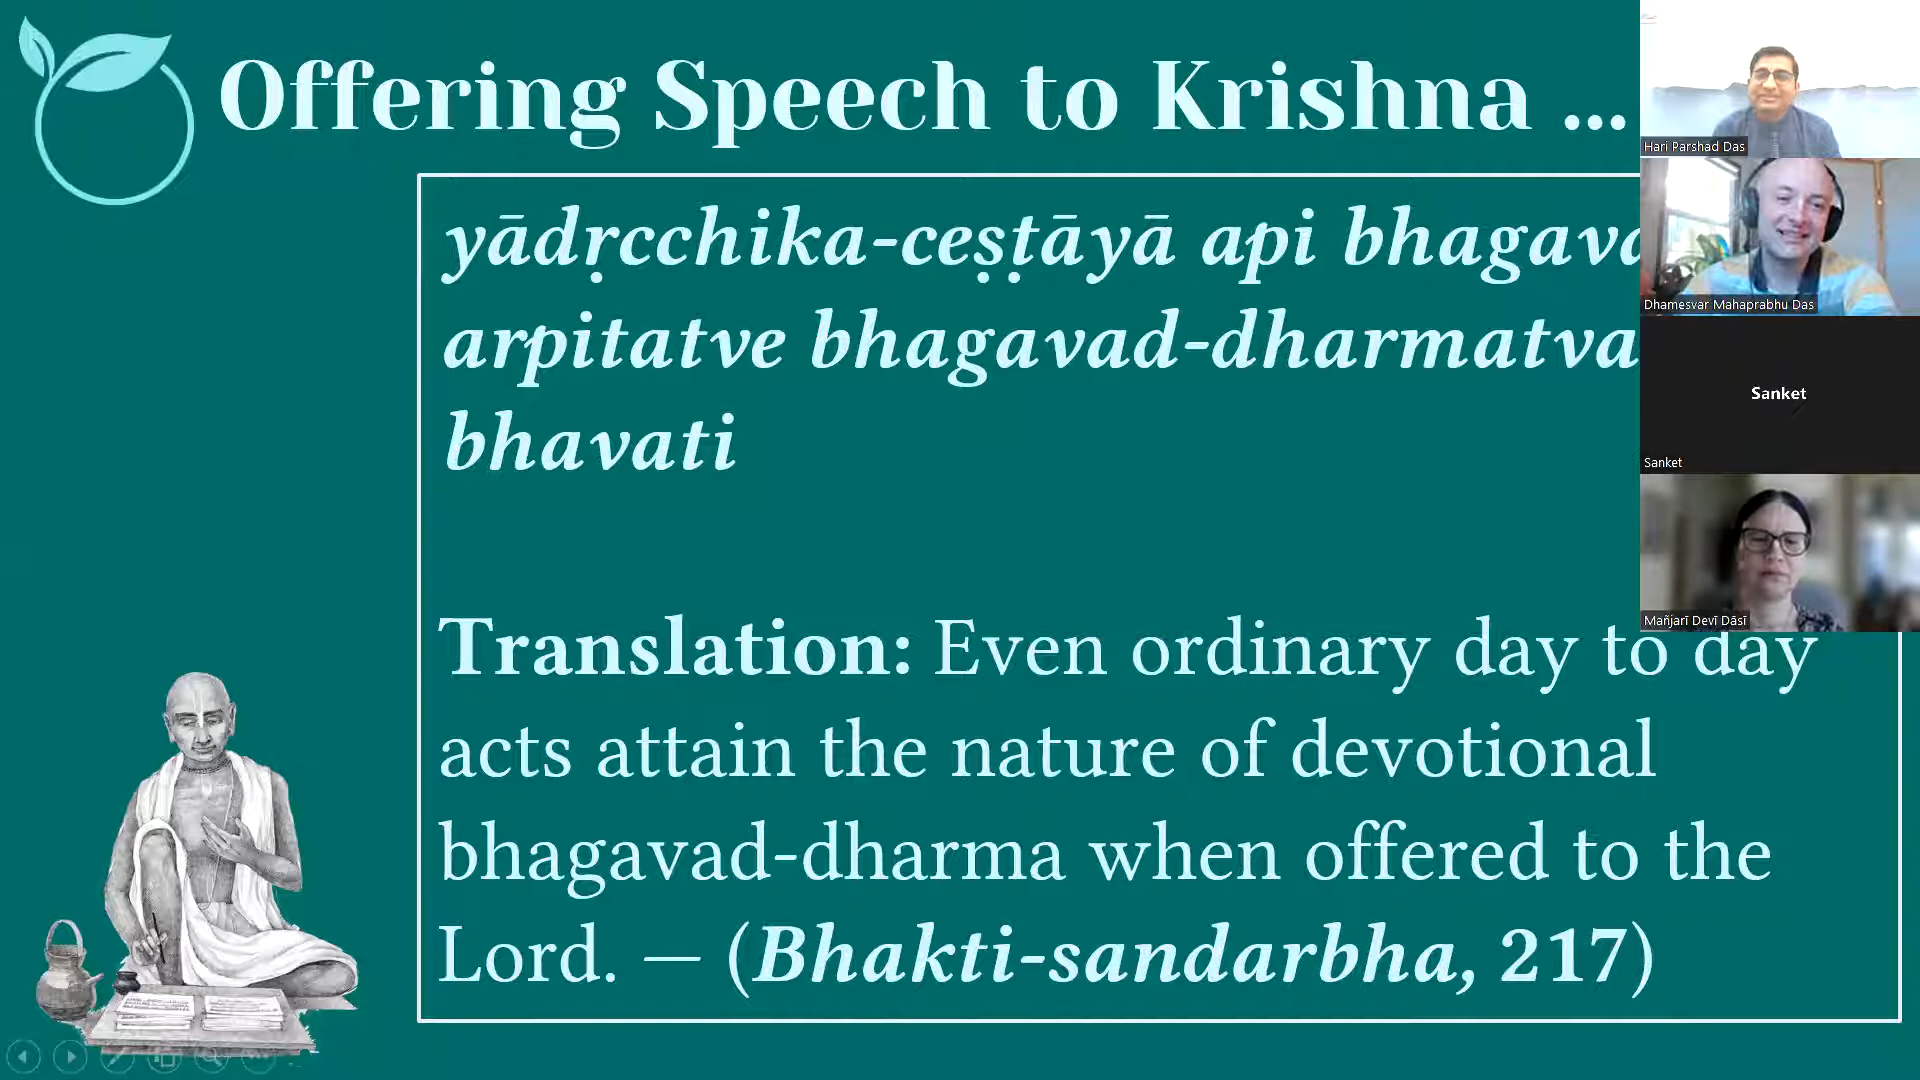 Offering Speech to Krishna ...
yādṛcchika-ceṣṭāyā api
arpitatve bhagavad-dharmatva
bhavati
Translation: Even ordinary day to day
acts attain the nature of devotional
bhagavad-dharma when offered to the
Lord. — (Bhakti-sandarbha, 217)
Hari Parshad Das
Dhamesvar Mahaprabhu Das
Sanket
Sanket
Mañjarī Devī Dāsī